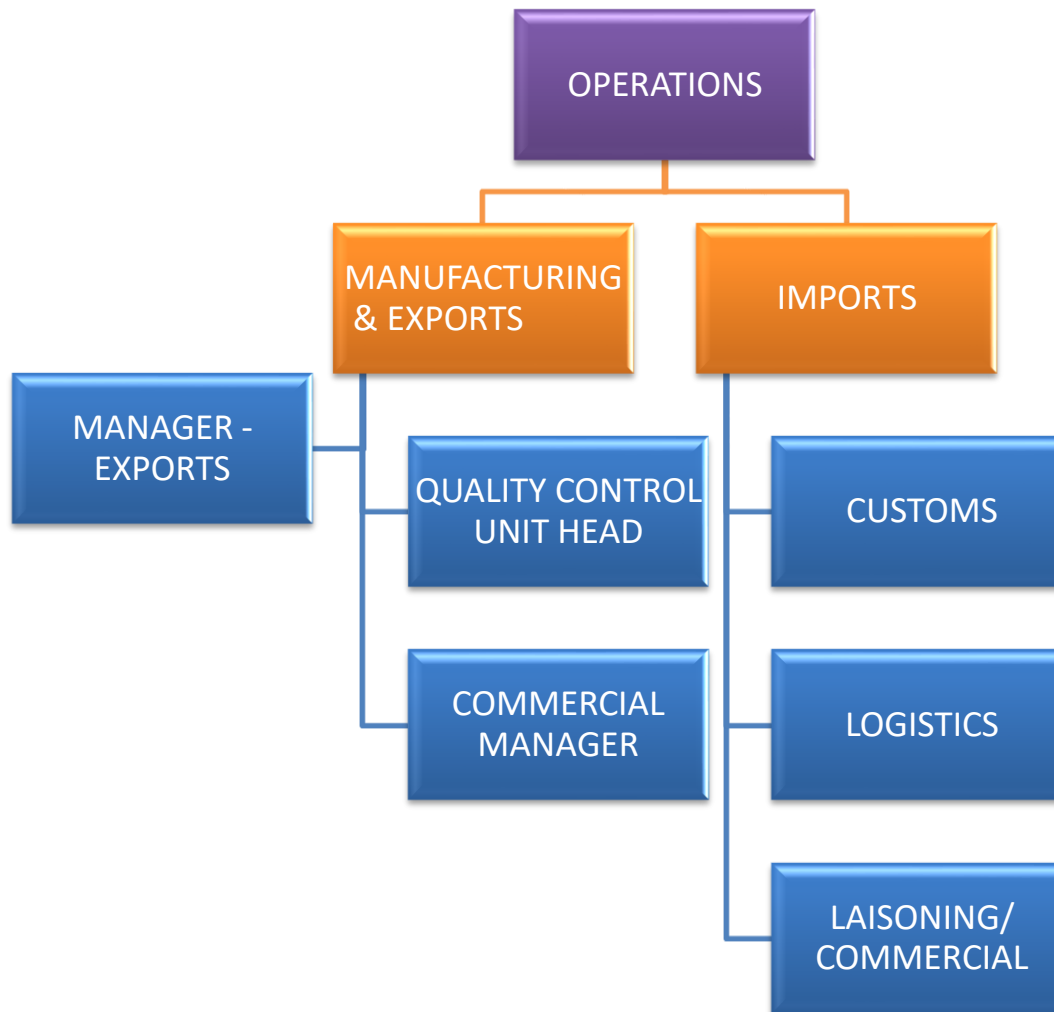 OPERATIONS
MANUFACTURING
& EXPORTS
IMPORTS
MANAGER -
EXPORTS
QUALITY CONTROL
UNIT HEAD
CUSTOMS
COMMERCIAL
MANAGER
LOGISTICS
LAISONING/
COMMERCIAL